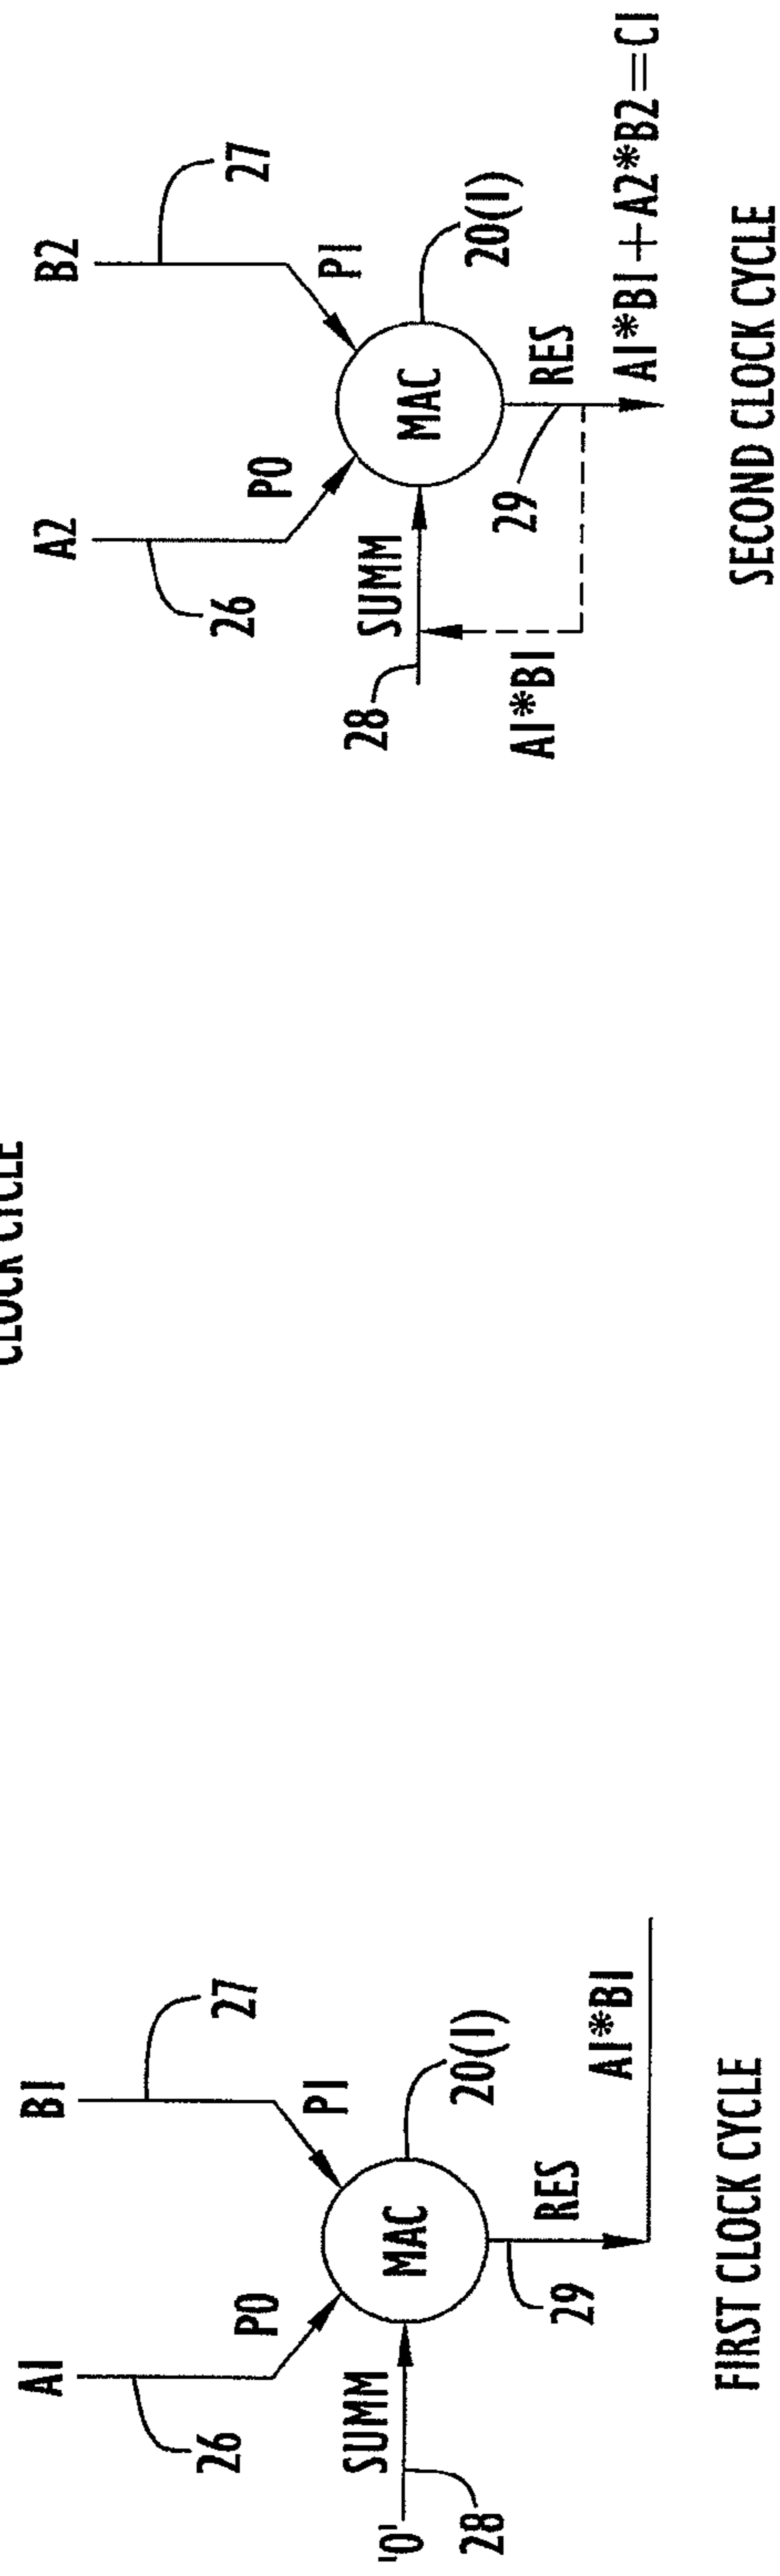 CLOCK CYCLE
A1
B1
26
27
P0
P1
SUMM
'0'
28
MAC
20(1)
RES
29
A1*B1
FIRST CLOCK CYCLE
A2
B2
26
27
P0
P1
SUMM
28
MAC
20(1)
A1*B1
29
RES
A1*B1+A2*B2=C1
SECOND CLOCK CYCLE